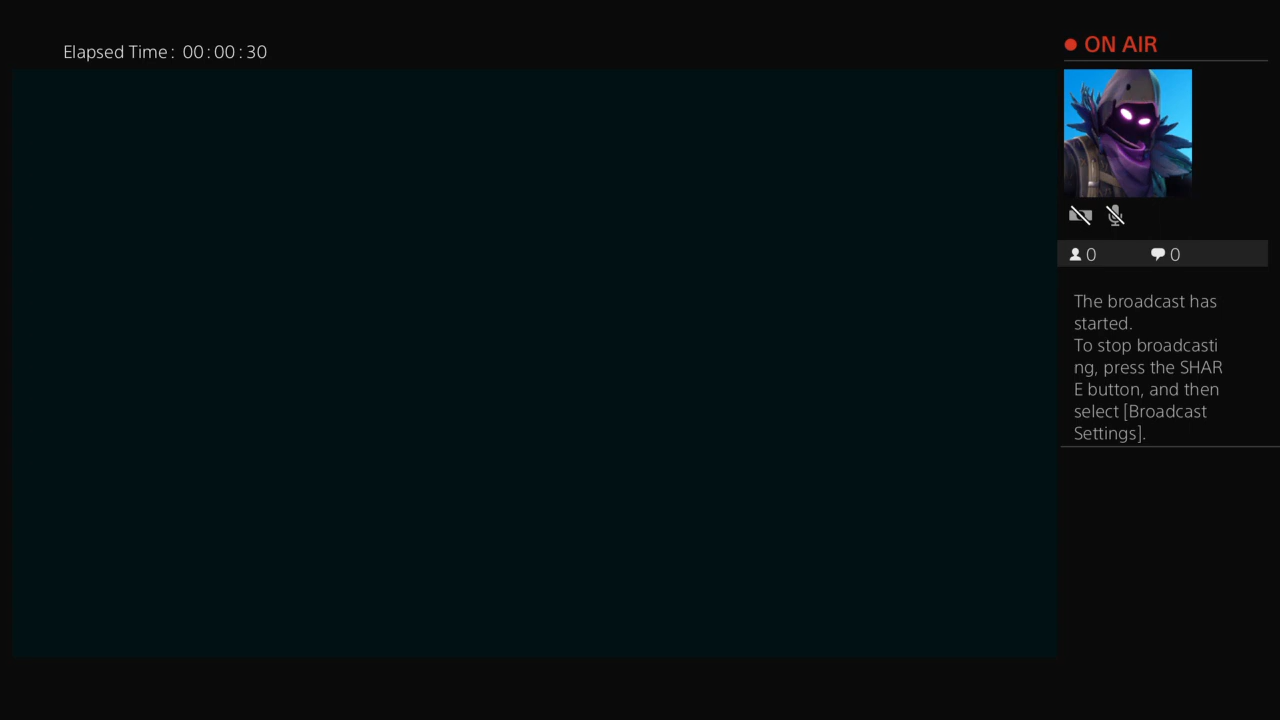 Elapsed Time: 00:00:30
ON AIR
0 0
The broadcast has
started.
To stop broadcasti
ng, press the SHAR
E button, and then
select [Broadcast
Settings].